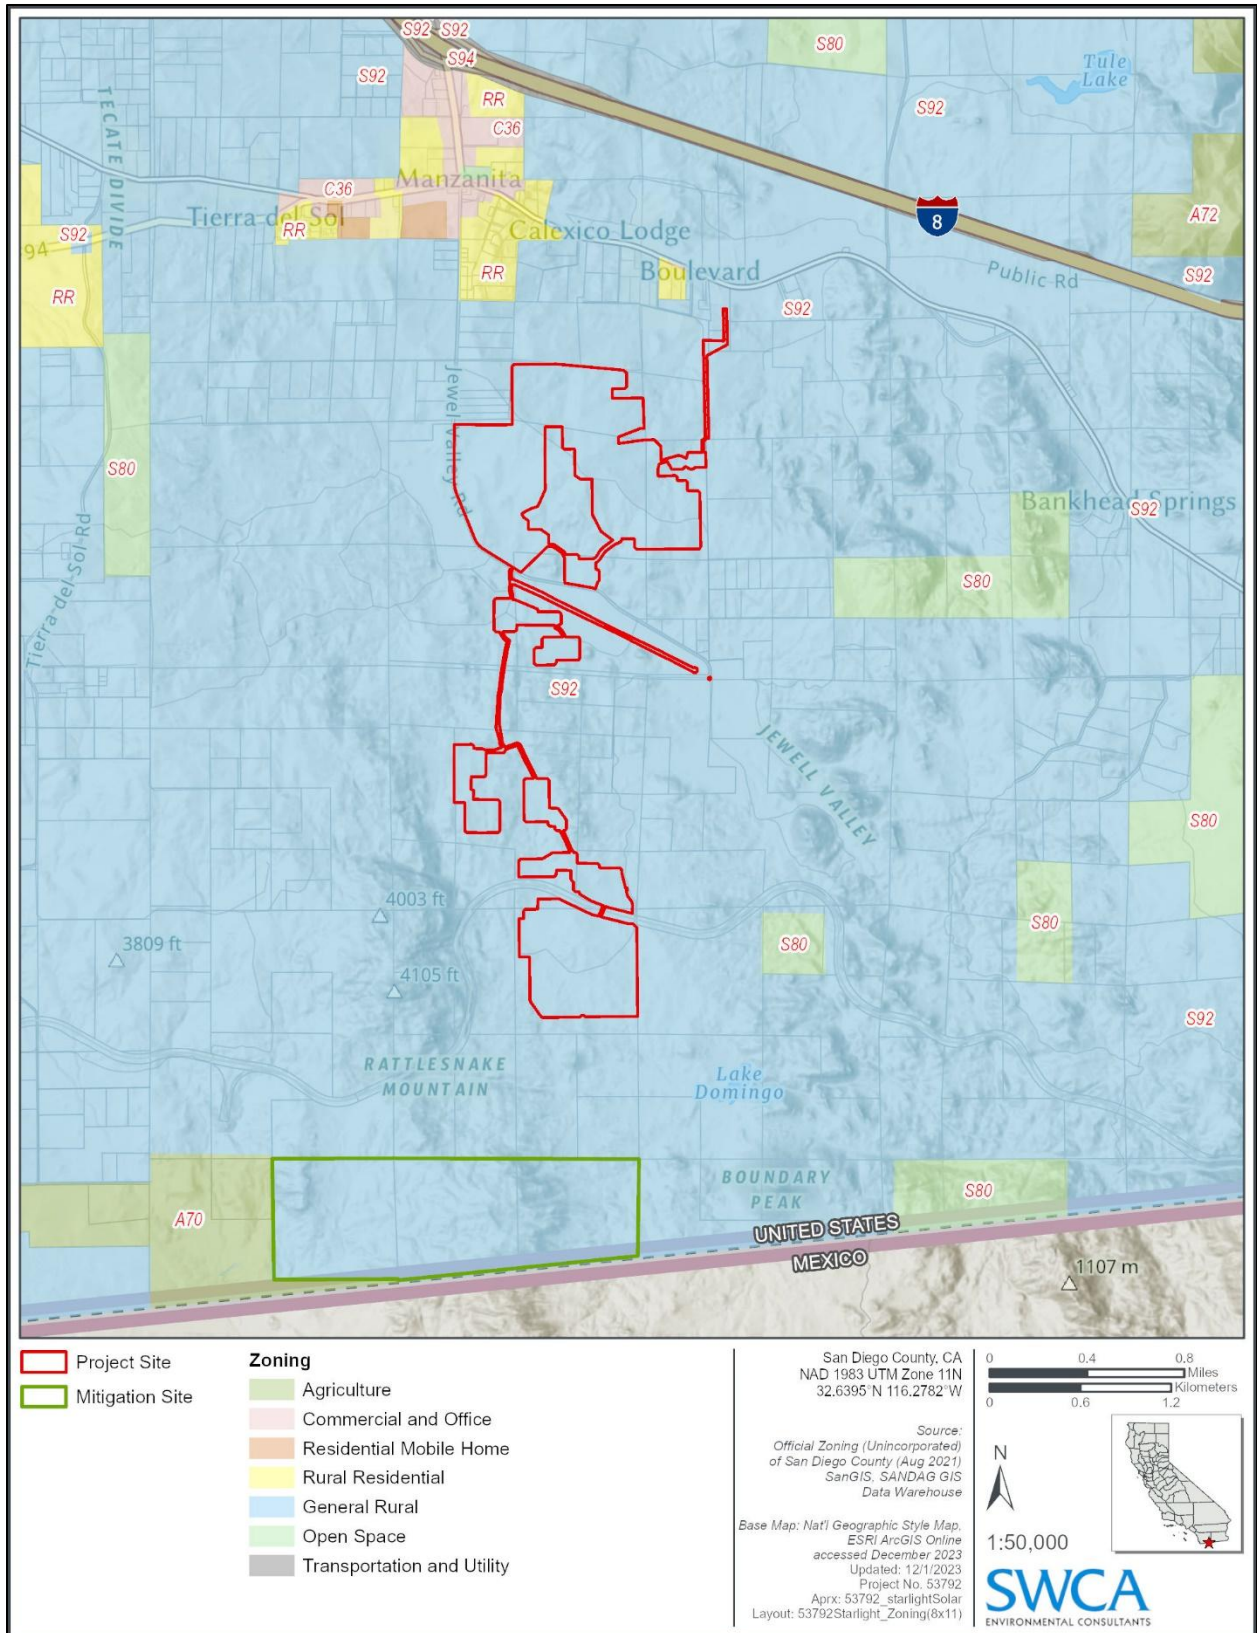 S92
S92
S94
S80
Tule
Lake
S92
RR
S92
TECATE DIVIDE
C36
Manzanita
C36
Tierra del Sol
A72
S92
RR
Calexico Lodge
8
94
RR
Boulevard
Public Rd
S92
RR
S92
Jewel Valley Rd
S80
Bankhead Springs
S92
S80
Tierra-del-Sol Rd
S92
JEWELL VALLEY
S80
4003 ft
3809 ft
S80
S80
4105 ft
S92
RATTLESNAKE
MOUNTAIN
Lake
Domingo
BOUNDARY
PEAK
S80
A70
UNITED STATES
MEXICO
1107 m
Project Site
Mitigation Site
Zoning
Agriculture
Commercial and Office
Residential Mobile Home
Rural Residential
General Rural
Open Space
Transportation and Utility
San Diego County, CA
NAD 1983 UTM Zone 11N
32.6395°N 116.2782°W
Source:
Official Zoning (Unincorporated)
of San Diego County (Aug 2021)
SanGIS, SANDAG GIS
Data Warehouse
Base Map: Nat'l Geographic Style Map,
ESRI ArcGIS Online
accessed December 2023
Updated: 12/1/2023
Project No. 53792
Aprx: 53792_starlightSolar
Layout: 53792Starlight_Zoning(8x11)
0 0.4 0.8
Miles
Kilometers
0 0.6 1.2
N
1:50,000
SWCA
ENVIRONMENTAL CONSULTANTS